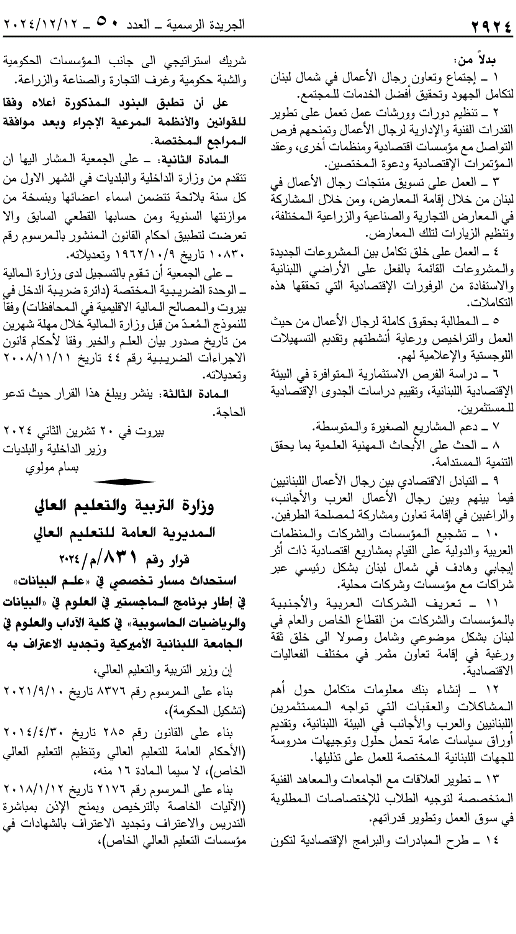 ٢٩٢٤
الجريدة الرسمية ــ العدد ٥٠ ــ ٢٠٢٤/١٢/١٢
بدلاً من:
١ ــ إجتماع وتعاون رجال الأعمال في شمال لبنان
لتكامل الجهود وتحقيق أفضل الخدمات للمجتمع.
٢ ــ تنظيم دورات وورشات عمل تعمل على تطوير
القدرات الفنية والإدارية لرجال الأعمال وتمنحهم فرص
التواصل مع مؤسسات اقتصادية ومنظمات أخرى، وعقد
المؤتمرات الإقتصادية ودعوة المختصين.
٣ ــ العمل على تسويق منتجات رجال الأعمال في
لبنان من خلال إقامة المعارض، ومن خلال المشاركة
في المعارض التجارية والصناعية والزراعية المختلفة،
وتنظيم الزيارات لتلك المعارض.
٤ ــ العمل على خلق تكامل بين المشروعات الجديدة
والمشروعات القائمة بالفعل على الأراضي اللبنانية
والاستفادة من الوفورات الإقتصادية التي تحققها هذه
التكاملات.
٥ ــ المطالبة بحقوق كاملة لرجال الأعمال من حيث
العمل والتراخيص ورعاية أنشطتهم وتقديم التسهيلات
اللوجستية والإعلامية لهم.
٦ ــ دراسة الفرص الاستثمارية المتوافرة في البيئة
الإقتصادية اللبنانية، وتقييم دراسات الجدوى الإقتصادية
للمستثمرين.
٧ ــ دعم المشاريع الصغيرة والمتوسطة.
٨ ــ الحث على الأبحاث المهنية العلمية بما يحقق
التنمية المستدامة.
٩ ــ التبادل الاقتصادي بين رجال الأعمال اللبنانيين
فيما بينهم وبين رجال الأعمال العرب والأجانب،
والراغبين في إقامة تعاون ومشاركة لمصلحة الطرفين.
١٠ ــ تشجيع المؤسسات والشركات والمنظمات
العربية والدولية على القيام بمشاريع اقتصادية ذات أثر
إيجابي وهادف في شمال لبنان بشكل رئيسي عبر
شراكات مع مؤسسات وشركات محلية.
١١ ــ تعريف الشركات العربية والأجنبية
بالمؤسسات والشركات من القطاع الخاص والعام في
لبنان بشكل موضوعي وشامل وصولا الى خلق ثقة
ورغبة في إقامة تعاون مثمر في مختلف الفعاليات
الاقتصادية.
١٢ ــ إنشاء بنك معلومات متكامل حول أهم
المشاكلات والعقبات التي تواجه المستثمرين
اللبنانيين والعرب والأجانب في البيئة اللبنانية، وتقديم
أوراق سياسات عامة تحمل حلول وتوجيهات مدروسة
للجهات اللبنانية المختصة للعمل على تذليلها.
١٣ ــ تطوير العلاقات مع الجامعات والمعاهد الفنية
المتخصصة لتوجيه الطلاب للإختصاصات المطلوبة
في سوق العمل وتطوير قدراتهم.
١٤ ــ طرح المبادرات والبرامج الإقتصادية لتكون
شريك استراتيجي الى جانب المؤسسات الحكومية
والشبة حكومية وغرف التجارة والصناعة والزراعة.
على أن تطبق البنود المذكورة أعلاه وفقا
للقوانين والأنظمة المرعية الإجراء وبعد موافقة
المراجع المختصة.
المادة الثانية: ــ على الجمعية المشار اليها ان
تتقدم من وزارة الداخلية والبلديات في الشهر الاول من
كل سنة بلائحة تتضمن اسماء اعضائها وبنسخة من
موازنتها السنوية ومن حسابها القطعي السابق والا
تعرضت لتطبيق احكام القانون المنشور بالمرسوم رقم
١٠٨٣٠ تاريخ ١٩٦٢/١٠/٩ وتعديلاته.
ــ على الجمعية أن تقوم بالتسجيل لدى وزارة المالية
ــ الوحدة الضريبية المختصة (دائرة ضريبة الدخل في
بيروت والمصالح المالية الاقليمية في المحافظات) وفقاً
للنموذج المُعدّ من قبل وزارة المالية خلال مهلة شهرين
من تاريخ صدور بيان العلم والخبر وفقا لأحكام قانون
الاجراءات الضريبية رقم ٤٤ تاريخ ٢٠٠٨/١١/١١
وتعديلاته.
المادة الثالثة: ينشر ويبلغ هذا القرار حيث تدعو
الحاجة.
بيروت في ٢٠ تشرين الثاني ٢٠٢٤
وزير الداخلية والبلديات
بسام مولوي
وزارة التربية والتعليم العالي
المديرية العامة للتعليم العالي
قرار رقم ٨٣١/م/٢٠٢٤
استحداث مسار تخصصي في «علم البيانات»
في إطار برنامج الماجستير في العلوم في «البيانات
والرياضيات الحاسوبية» في كلية الآداب والعلوم في
الجامعة اللبنانية الأميركية وتجديد الاعتراف به
إن وزير التربية والتعليم العالي،
بناء على المرسوم رقم ٨٣٧٦ تاريخ ٢٠٢١/٩/١٠
(تشكيل الحكومة)،
بناء على القانون رقم ٢٨٥ تاريخ ٢٠١٤/٤/٣٠
(الأحكام العامة للتعليم العالي وتنظيم التعليم العالي
الخاص)، لا سيما المادة ١٦ منه،
بناء على المرسوم رقم ٢١٧٦ تاريخ ٢٠١٨/١/١٢
(الآليات الخاصة بالترخيص ويمنح الإذن بمباشرة
التدريس والاعتراف وتجديد الاعتراف بالشهادات في
مؤسسات التعليم العالي الخاص)،